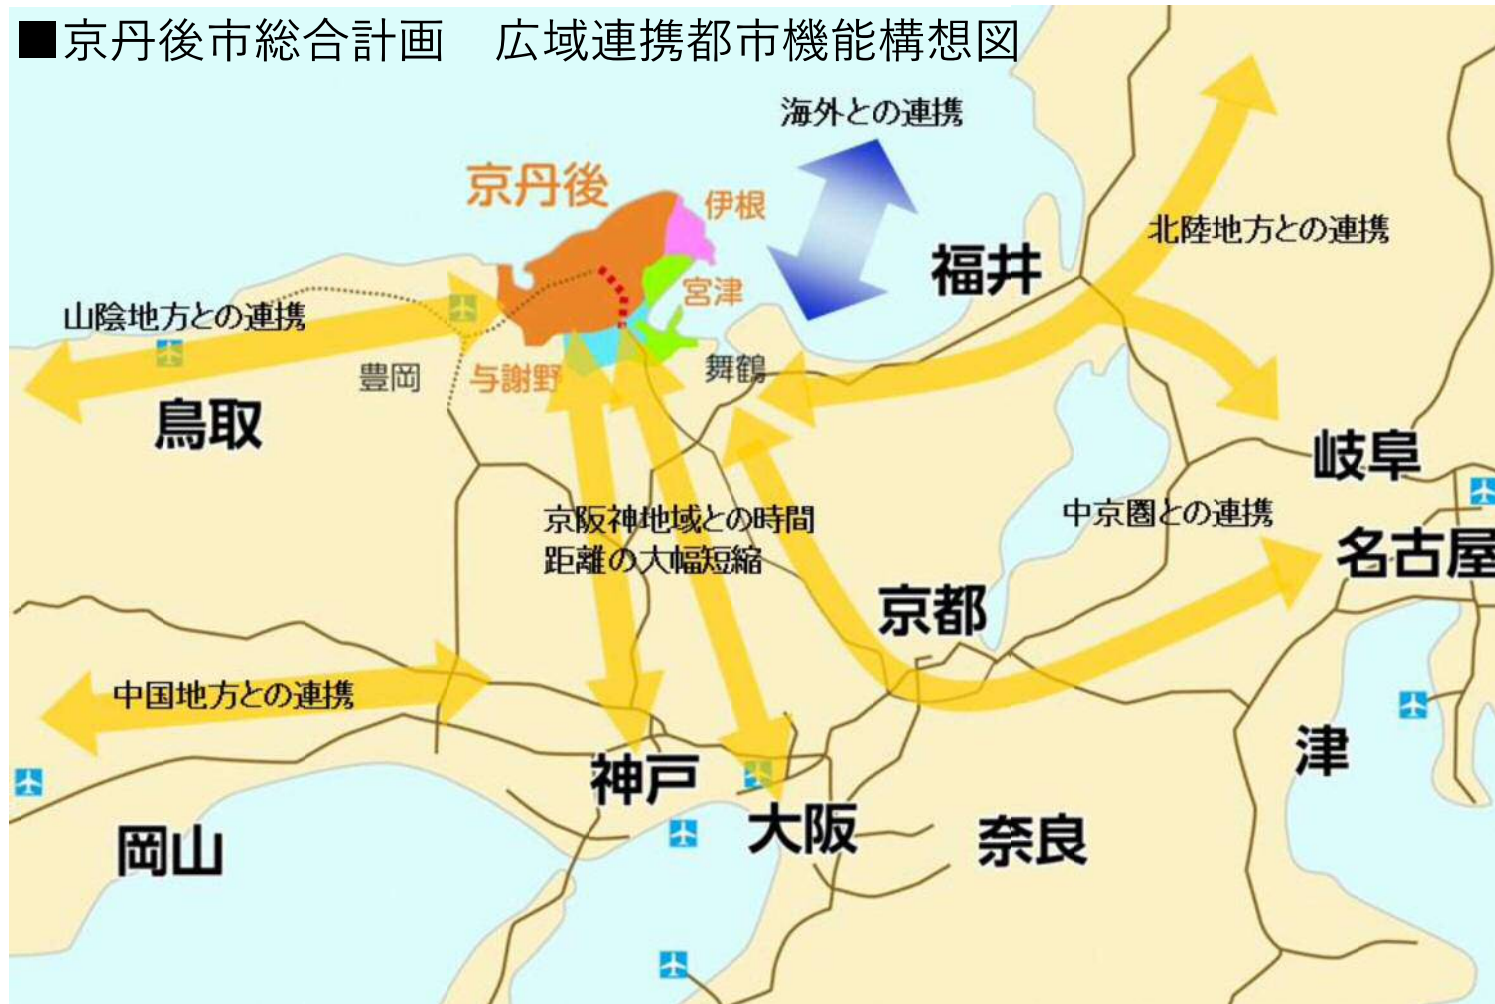 ■京丹後市総合計画　広域連携都市機能構想図
海外との連携
京丹後
伊根
北陸地方との連携
福井
宮津
山陰地方との連携
舞鶴
豊岡
与謝野
鳥取
岐阜
京阪神地域との時間
距離の大幅短縮
中京圏との連携
名古屋
京都
中国地方との連携
津
神戸
大阪
奈良
岡山